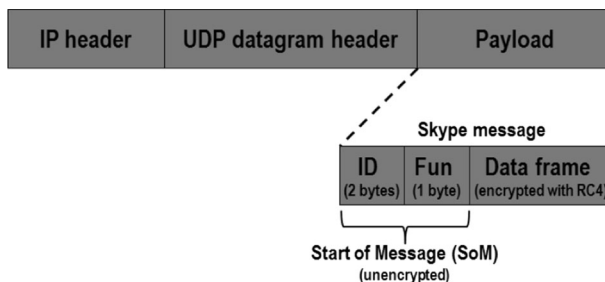 IP header UDP datagram header Payload
Skype message
ID Fun Data frame
(2 bytes) (1 byte) (encrypted with RC4)
Start of Message (SoM)
(unencrypted)